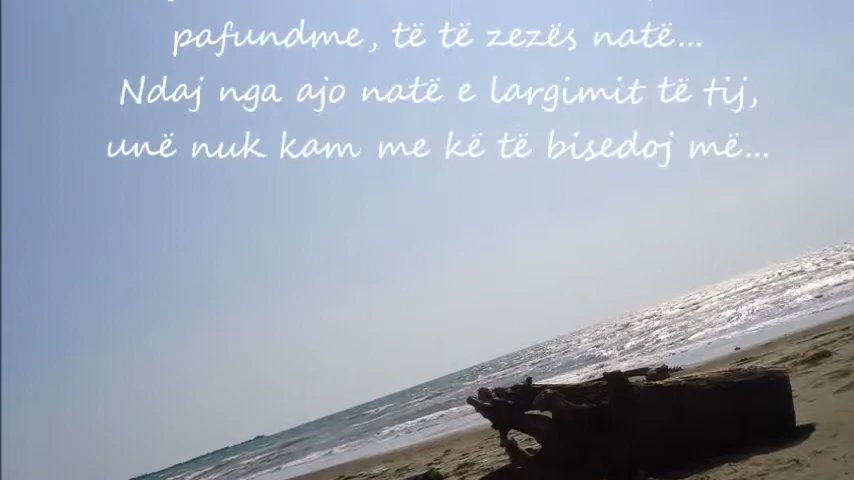 pafundme, të të zezës natë...
Ndaj nga ajo natë e largimit të tij,
unë nuk kam me kë të bisedoj më...